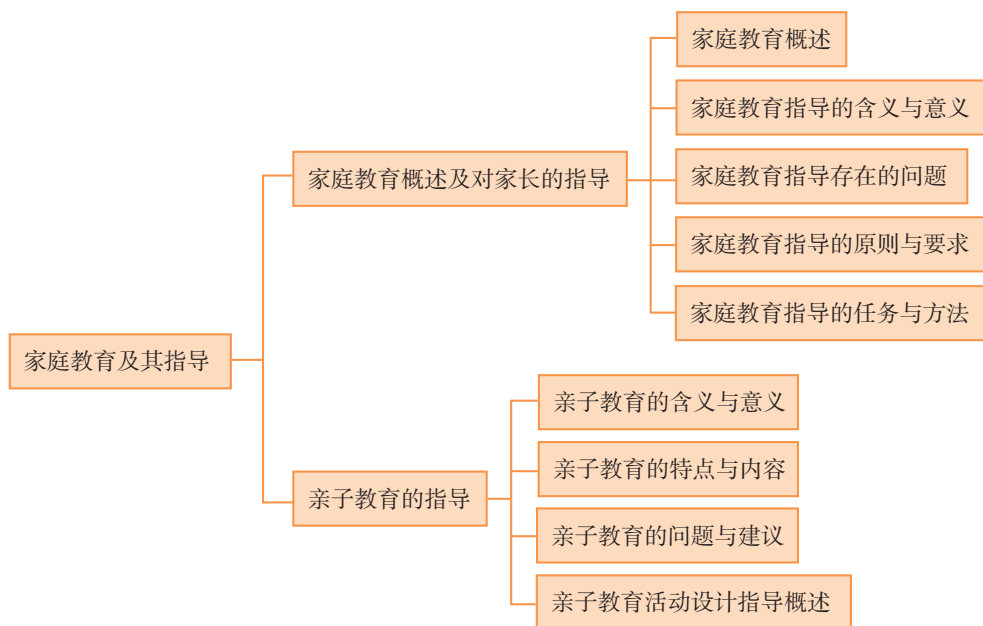 家庭教育及其指导
家庭教育概述及对家长的指导
家庭教育概述
家庭教育指导的含义与意义
家庭教育指导存在的问题
家庭教育指导的原则与要求
家庭教育指导的任务与方法
亲子教育的指导
亲子教育的含义与意义
亲子教育的特点与内容
亲子教育的问题与建议
亲子教育活动设计指导概述